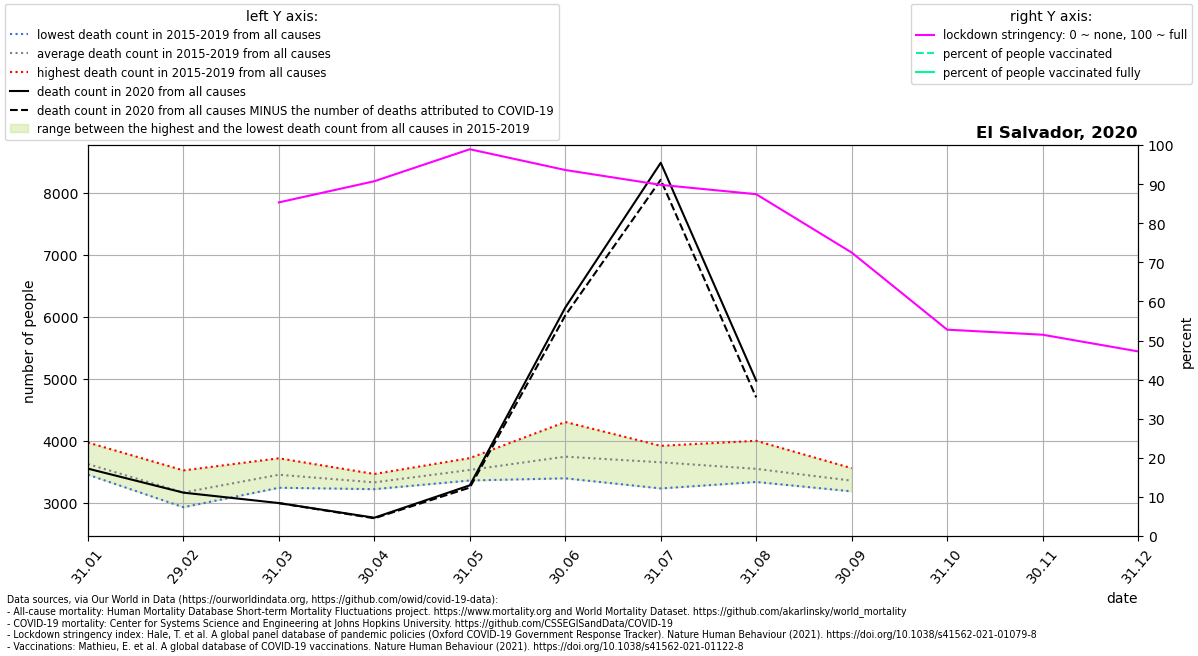 left Y axis:
lowest death count in 2015-2019 from all causes
average death count in 2015-2019 from all causes
highest death count in 2015-2019 from all causes
death count in 2020 from all causes
death count in 2020 from all causes MINUS the number of deaths attributed to COVID-19
range between the highest and the lowest death count from all causes in 2015-2019
right Y axis:
lockdown stringency: 0 ~ none, 100 ~ full
percent of people vaccinated
percent of people vaccinated fully
El Salvador, 2020
number of people
8000
7000
6000
5000
4000
3000
100
90
80
70
60
50
40
30
20
10
0
percent
31.01
29.02
31.03
30.04
31.05
30.06
31.07
31.08
30.09
31.10
30.11
31.12
date
Data sources, via Our World in Data (https://ourworldindata.org, https://github.com/owid/covid-19-data):
- All-cause mortality: Human Mortality Database Short-term Mortality Fluctuations project. https://www.mortality.org and World Mortality Dataset. https://github.com/akarlinsky/world_mortality
- COVID-19 mortality: Center for Systems Science and Engineering at Johns Hopkins University. https://github.com/CSSEGISandData/COVID-19
- Lockdown stringency index: Hale, T. et al. A global panel database of pandemic policies (Oxford COVID-19 Government Response Tracker). Nature Human Behaviour (2021). https://doi.org/10.1038/s41562-021-01079-8
- Vaccinations: Mathieu, E. et al. A global database of COVID-19 vaccinations. Nature Human Behaviour (2021). https://doi.org/10.1038/s41562-021-01122-8